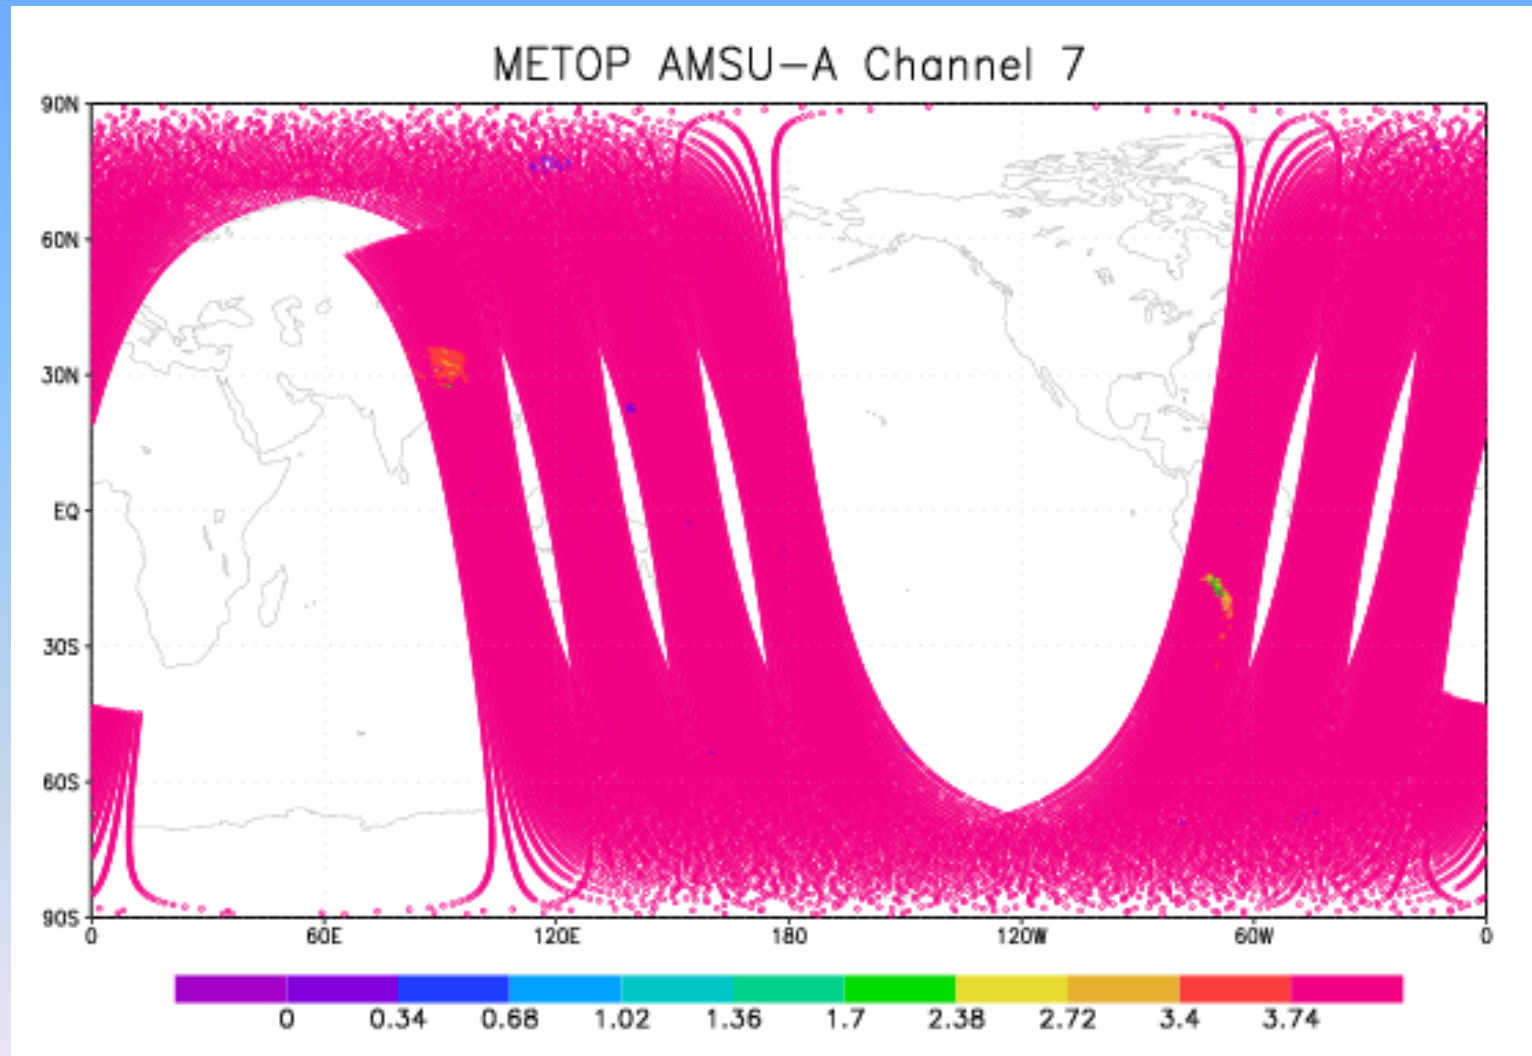 METOP AMSU-A Channel 7
90N
60N
30N
EQ
30S
60S
90S
0 60E 120E 180 120W 60W 0
0 0.34 0.68 1.02 1.36 1.7 2.38 2.72 3.4 3.74